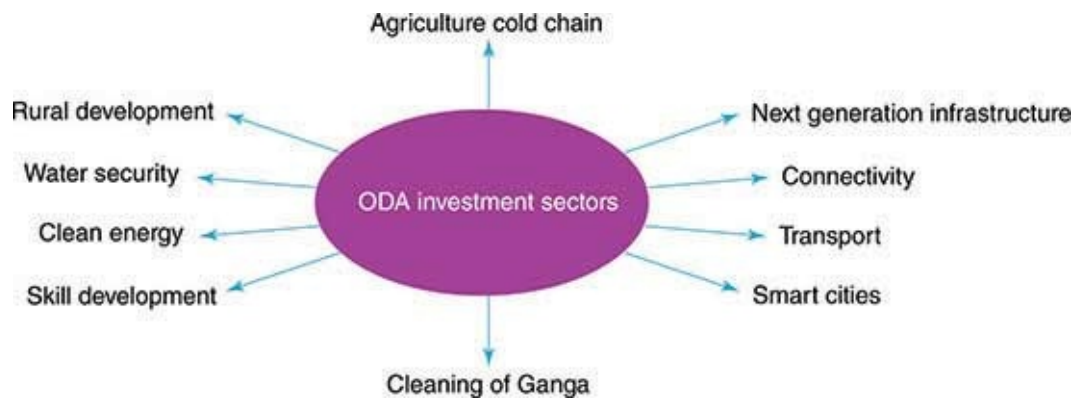 Agriculture cold chain
Rural development
Next generation infrastructure
Water security
Connectivity
ODA investment sectors
Clean energy
Transport
Skill development
Smart cities
Cleaning of Ganga